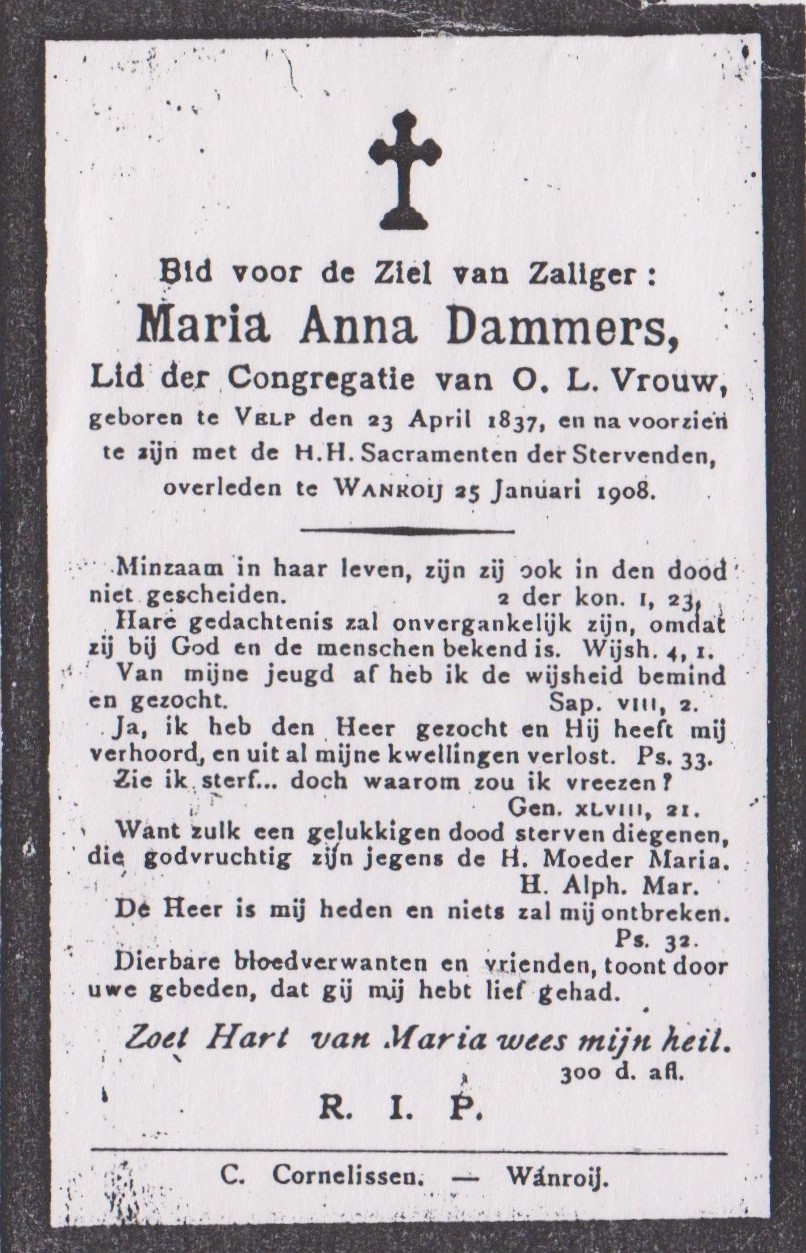 Bid voor de Ziel van Zaliger :
Maria Anna Dammers,
Lid der Congregatie van O. L. Vrouw,
geboren te VELP den 23 April 1837, en na voorzien
te zijn met de H.H. Sacramenten der Stervenden,
overleden te WANROIJ 25 Januari 1908.
Minzaam in haar leven, zijn zij ook in den dood
niet gescheiden. 2 der kon. I, 23,
Hare gedachtenis zal onvergankelijk zijn, omdat
zij bij God en de menschen bekend is. Wijsh. 4, 1.
Van mijne jeugd af heb ik de wijsheid bemind
en gezocht. Sap. VIII, 2.
Ja, ik heb den Heer gezocht en Hij heeft mij
verhoord, en uit al mijne kwellingen verlost. Ps. 33.
Zie ik sterf... doch waarom zou ik vreezen?
Gen. XLVIII, 21.
Want zulk een gelukkigen dood sterven diegenen,
die godvruchtig zijn jegens de H. Moeder Maria.
H. Alph. Mar.
De Heer is mij heden en niets zal mij ontbreken.
Ps. 32.
Dierbare bloedverwanten en vrienden, toont door
uwe gebeden, dat gij mij hebt lief gehad.
Zoet Hart van Maria wees mijn heil.
300 d. afl.
R. I. P.
C. Cornelissen. — Wanroij.